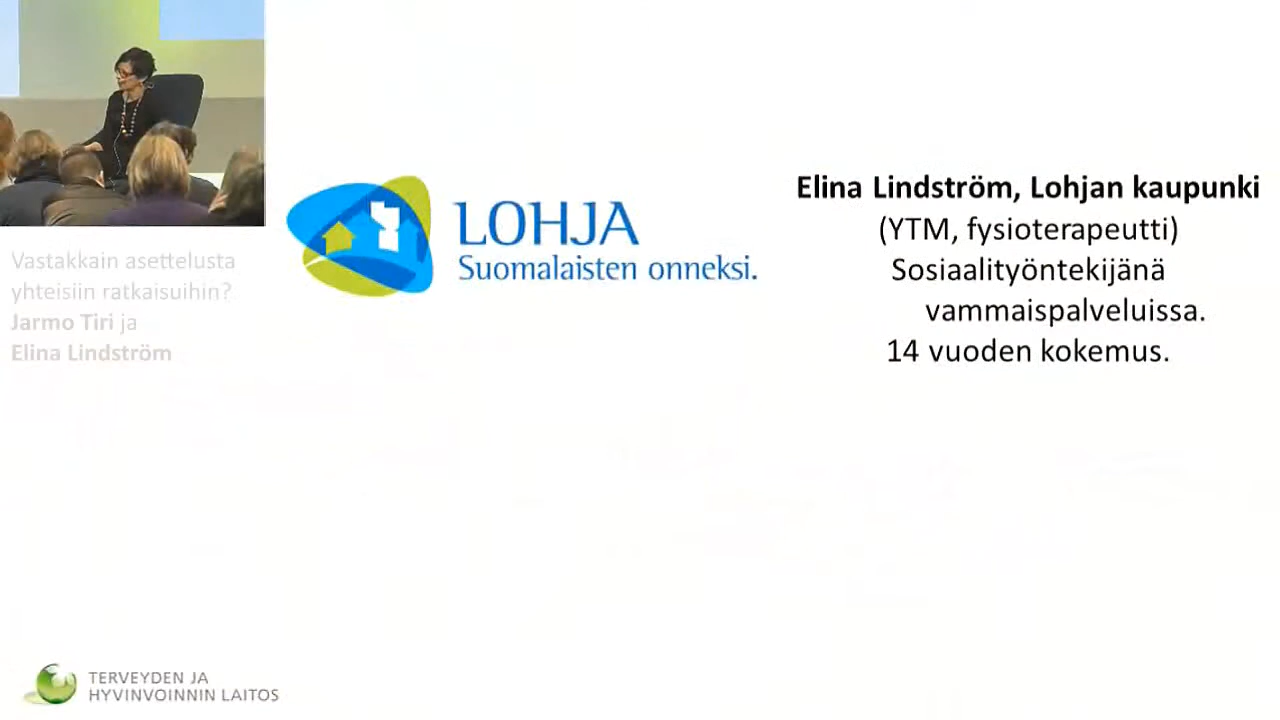 Vastakkain asettelusta
yhteisiin ratkaisuihin?
Jarmo Tiri ja
Elina Lindström
LOHJA
Suomalaisten onneksi.
Elina Lindström, Lohjan kaupunki
(YTM, fysioterapeutti)
Sosiaalityöntekijänä
vammaispalveluissa.
14 vuoden kokemus.
TERVEYDEN JA
HYVINVOINNIN LAITOS